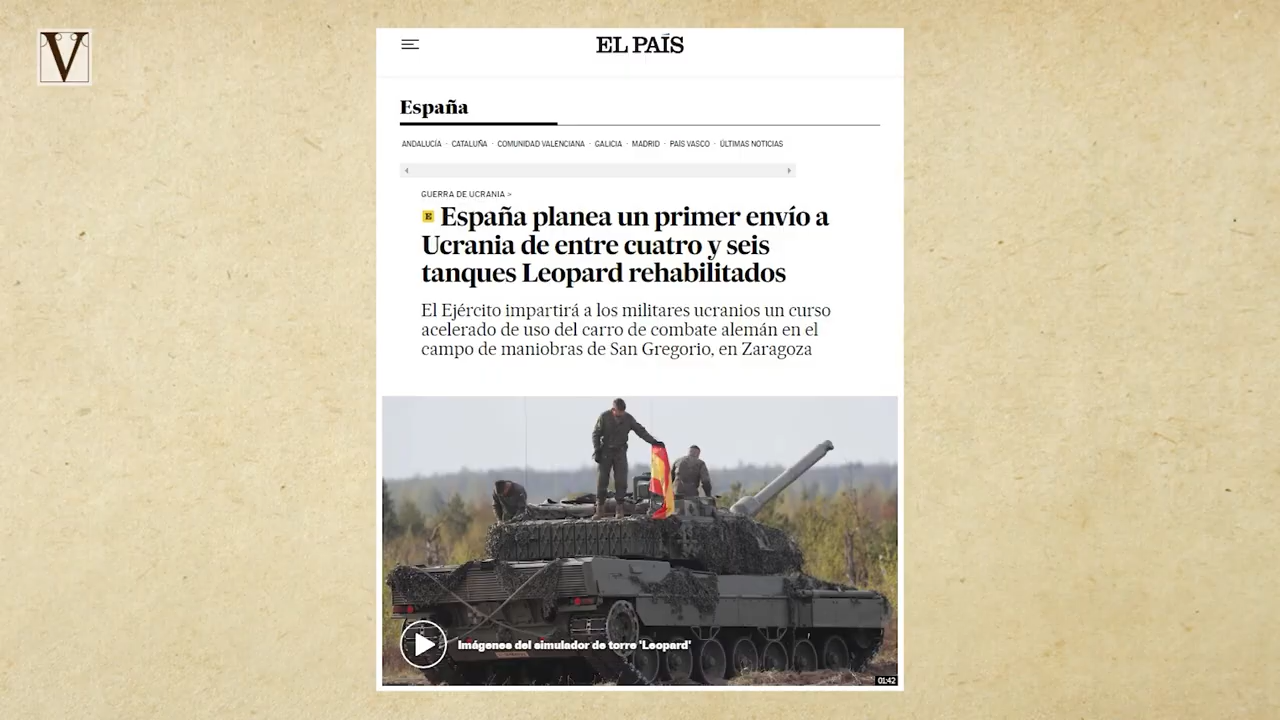 V
EL PAÍS
España
ANDALUCÍA · CATALUÑA · COMUNIDAD VALENCIANA · GALICIA · MADRID · PAÍS VASCO · ÚLTIMAS NOTICIAS
GUERRA DE UCRANIA >
E España planea un primer envío a
Ucrania de entre cuatro y seis
tanques Leopard rehabilitados
El Ejército impartirá a los militares ucranios un curso
acelerado de uso del carro de combate alemán en el
campo de maniobras de San Gregorio, en Zaragoza
Imágenes del simulador de torre 'Leopard'
01:42